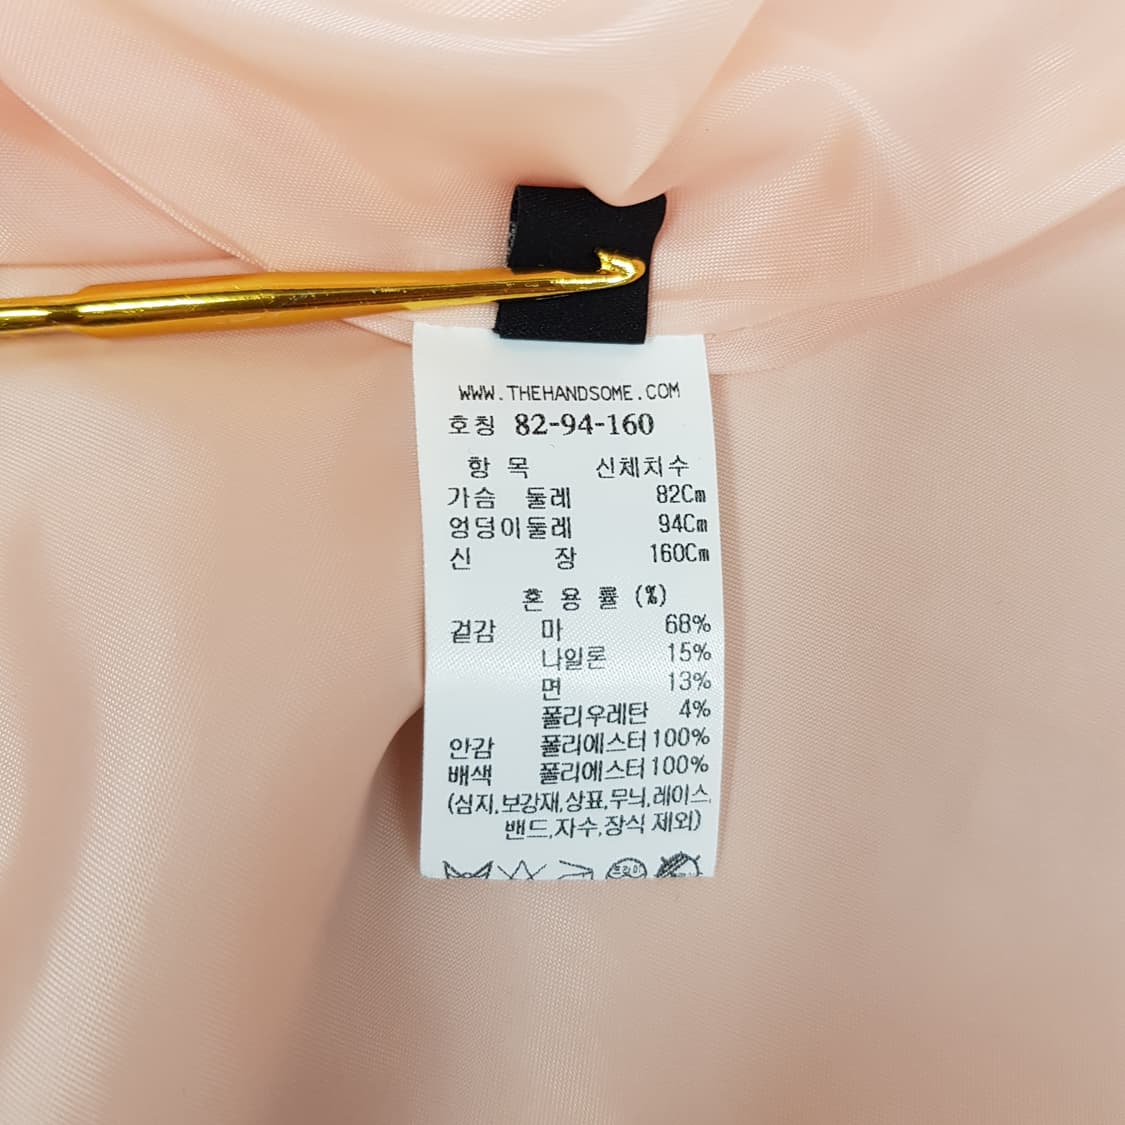 WWW.THEHANDSOME.COM
호칭 82-94-160
항 목 신체치수
가슴 둘레 82Cm
엉덩이둘레 94Cm
신 장 160Cm
혼 용 률 (%)
겉감 마 68%
나일론 15%
면 13%
폴리우레탄 4%
안감 폴리에스터 100%
배색 폴리에스터 100%
(심지,보강재,상표,무늬,레이스,
밴드,자수,장식 제외)